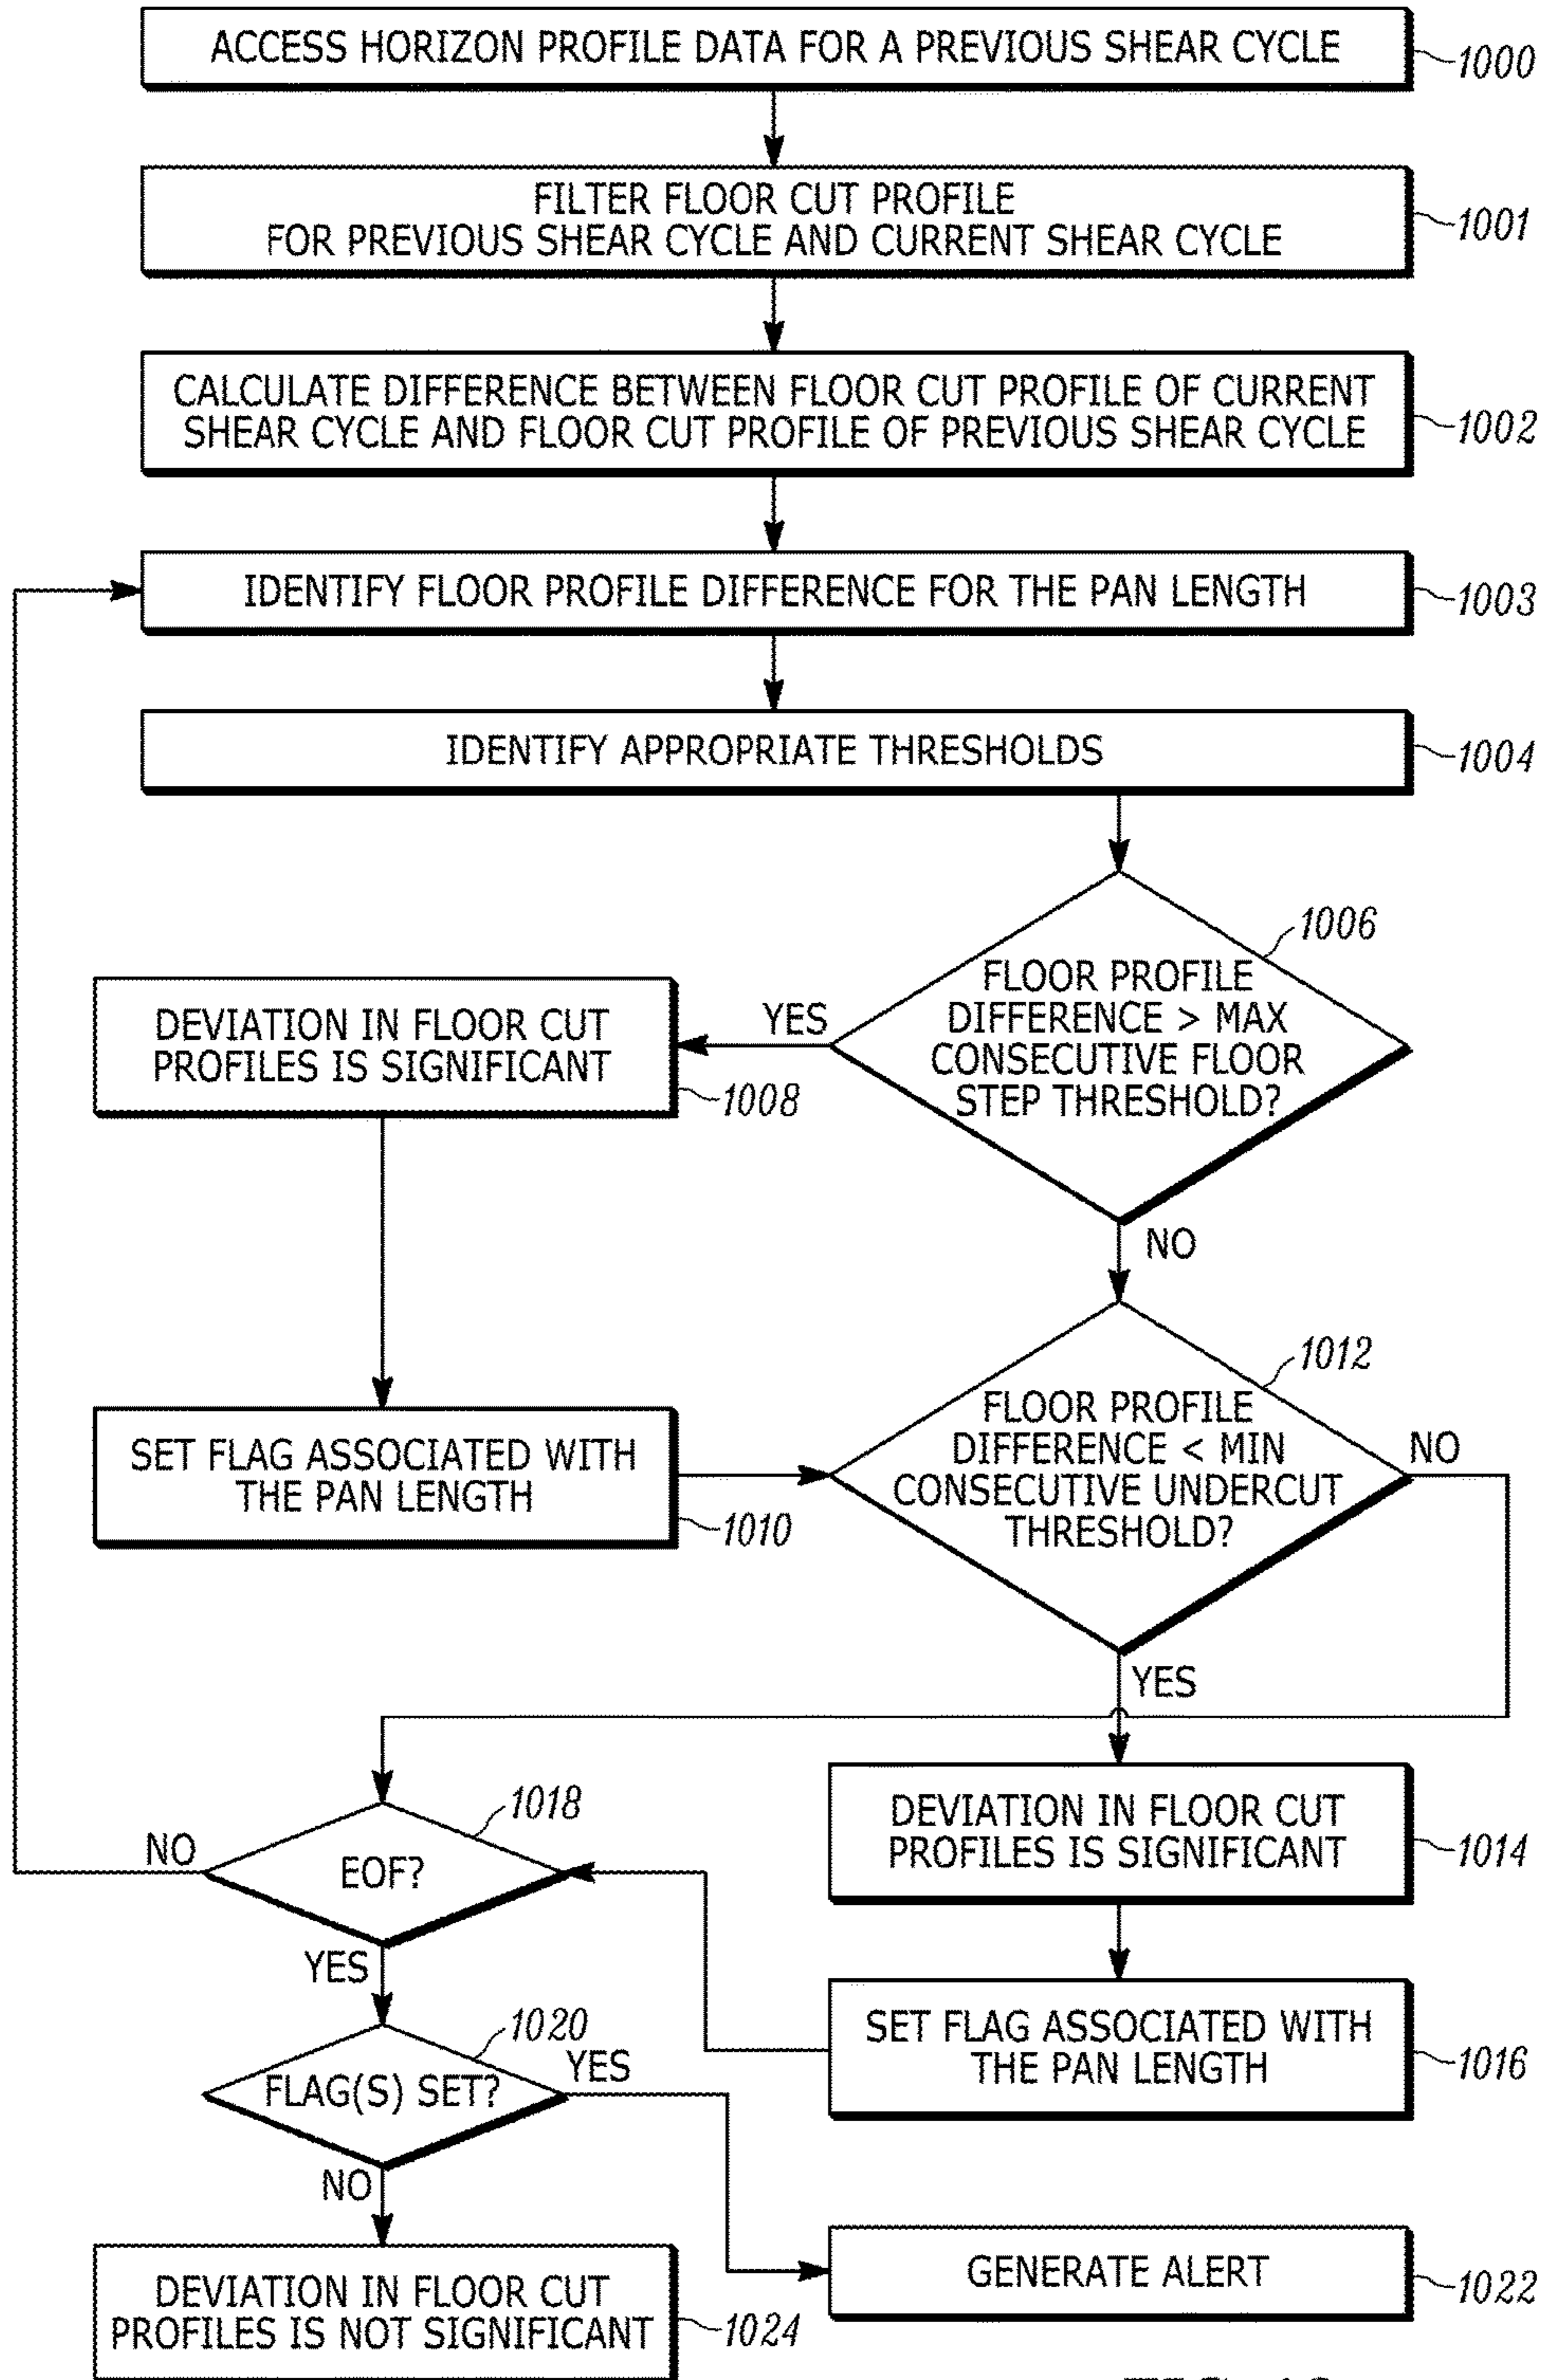 ACCESS HORIZON PROFILE DATA FOR A PREVIOUS SHEAR CYCLE
1000
FILTER FLOOR CUT PROFILE
FOR PREVIOUS SHEAR CYCLE AND CURRENT SHEAR CYCLE
1001
CALCULATE DIFFERENCE BETWEEN FLOOR CUT PROFILE OF CURRENT
SHEAR CYCLE AND FLOOR CUT PROFILE OF PREVIOUS SHEAR CYCLE
1002
IDENTIFY FLOOR PROFILE DIFFERENCE FOR THE PAN LENGTH
1003
IDENTIFY APPROPRIATE THRESHOLDS
1004
1006
FLOOR PROFILE
DIFFERENCE > MAX
CONSECUTIVE FLOOR
STEP THRESHOLD?
YES
DEVIATION IN FLOOR CUT
PROFILES IS SIGNIFICANT
1008
NO
1012
FLOOR PROFILE
DIFFERENCE < MIN
CONSECUTIVE UNDERCUT
THRESHOLD?
NO
SET FLAG ASSOCIATED WITH
THE PAN LENGTH
1010
YES
1018
EOF?
NO
DEVIATION IN FLOOR CUT
PROFILES IS SIGNIFICANT
1014
YES
SET FLAG ASSOCIATED WITH
THE PAN LENGTH
1016
1020
FLAG(S) SET?
YES
NO
GENERATE ALERT
1022
DEVIATION IN FLOOR CUT
PROFILES IS NOT SIGNIFICANT
1024